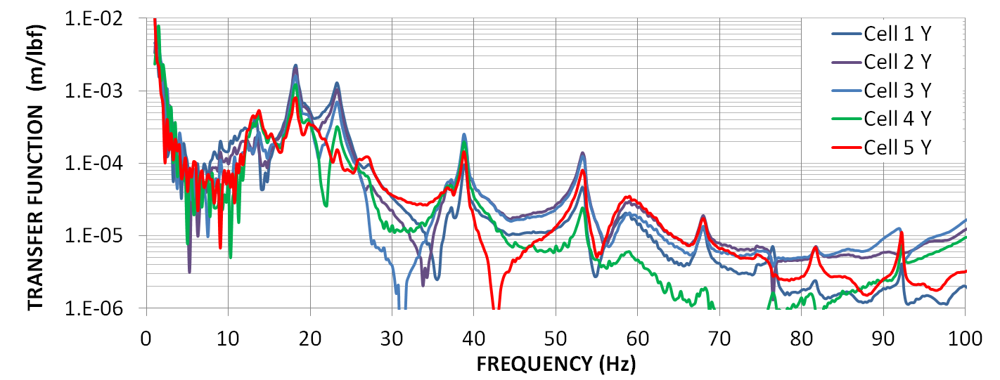 TRANSFER FUNCTION (m/lbf)
1.E-02
1.E-03
1.E-04
1.E-05
1.E-06
Cell 1 Y
Cell 2 Y
Cell 3 Y
Cell 4 Y
Cell 5 Y
0 10 20 30 40 50 60 70 80 90 100
FREQUENCY (Hz)